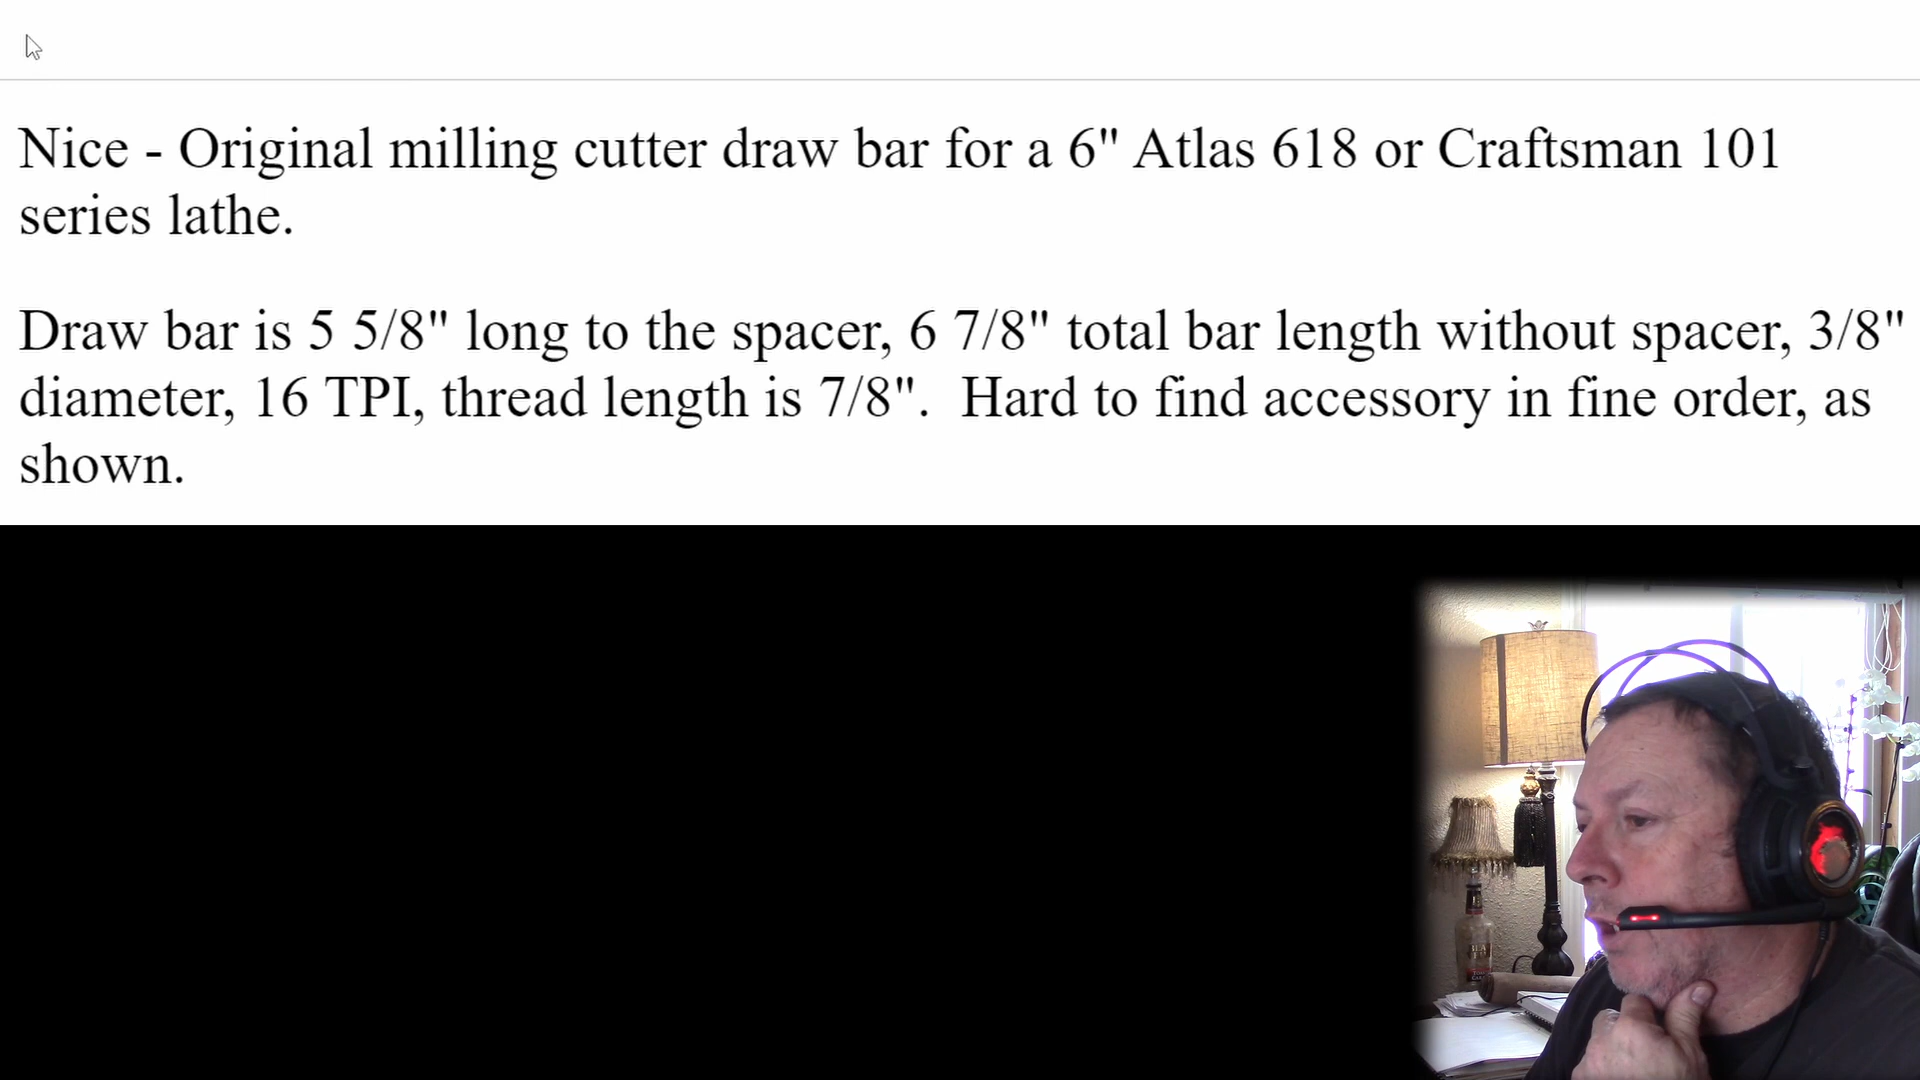 Nice - Original milling cutter draw bar for a 6" Atlas 618 or Craftsman 101
series lathe.
Draw bar is 5 5/8" long to the spacer, 6 7/8" total bar length without spacer, 3/8"
diameter, 16 TPI, thread length is 7/8".  Hard to find accessory in fine order, as
shown.